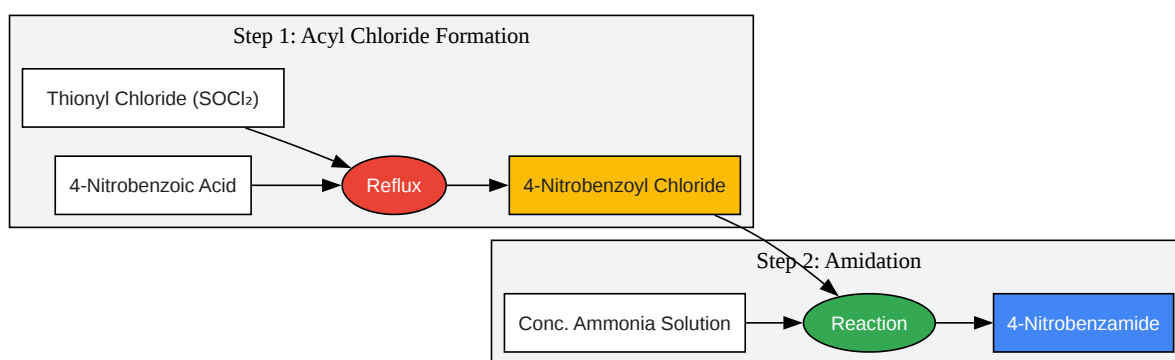 Step 1: Acyl Chloride Formation
Thionyl Chloride (SOCl₂)
4-Nitrobenzoic Acid
Reflux
4-Nitrobenzoyl Chloride
Step 2: Amidation
Conc. Ammonia Solution
Reaction
4-Nitrobenzamide